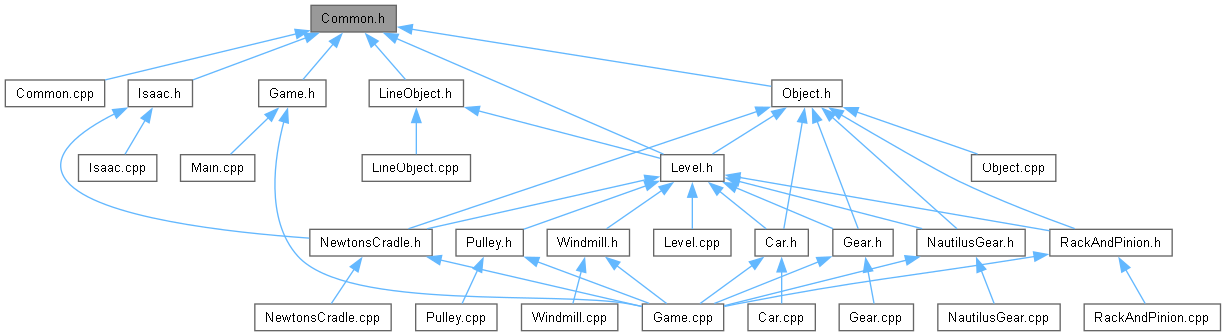 Common.h
Common.cpp
Isaac.h
Game.h
LineObject.h
Object.h
Isaac.cpp
Main.cpp
LineObject.cpp
Level.h
Object.cpp
NewtonsCradle.h
Pulley.h
Windmill.h
Level.cpp
Car.h
Gear.h
NautilusGear.h
RackAndPinion.h
NewtonsCradle.cpp
Pulley.cpp
Windmill.cpp
Game.cpp
Car.cpp
Gear.cpp
NautilusGear.cpp
RackAndPinion.cpp